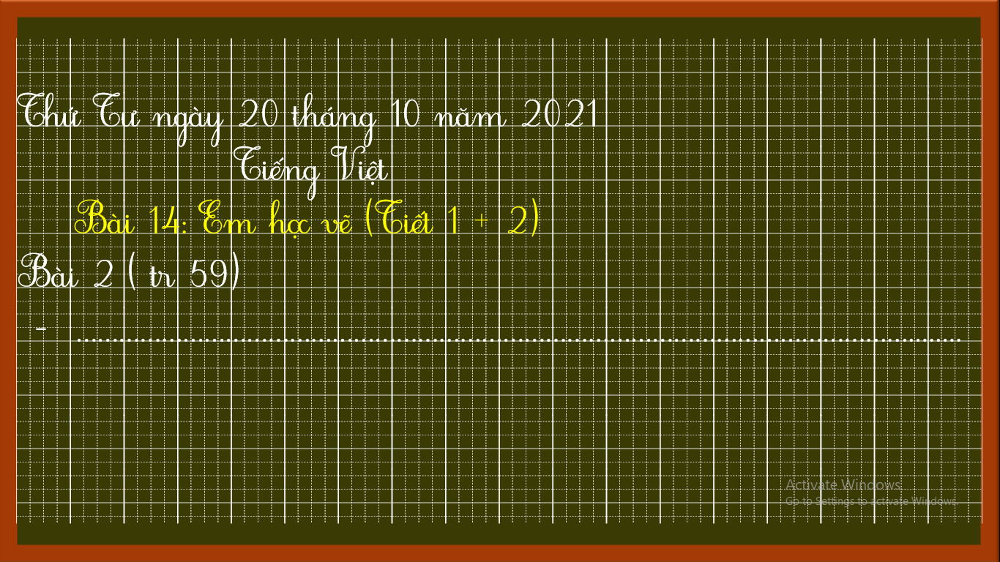 Thứ Tư ngày 20 tháng 10 năm 2021
Tiếng Việt
Bài 14: Em học vẽ (Tiết 1 + 2)
Bài 2 ( tr 59)
- ....................................................................................................
Activate Windows
Go to Settings to activate Windows.